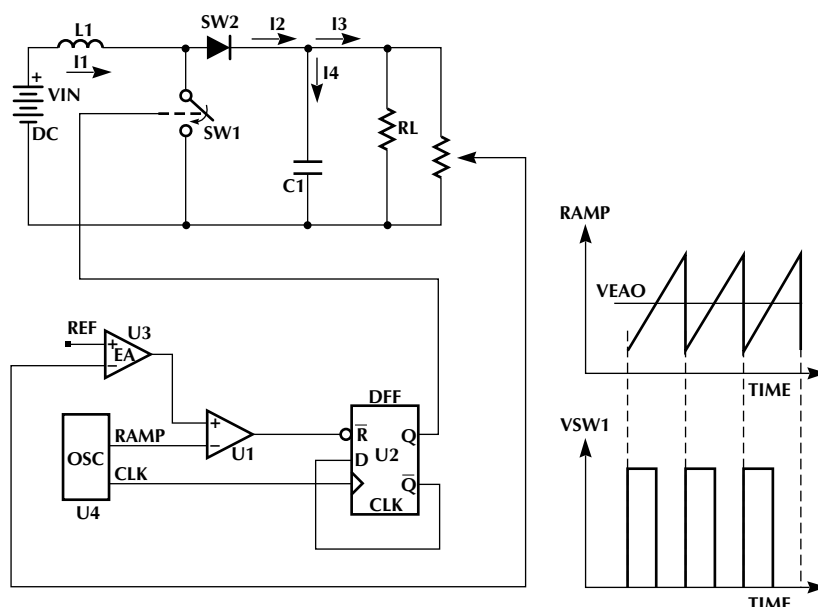 L1
SW2
I2
I3
I1
I4
+
VIN
DC
SW1
RL
C1
RAMP
VEAO
TIME
REF
U3
+
EA
–
DFF
RAMP
+
–
U1
R
Q
U2
D
OSC
CLK
Q
CLK
U4
VSW1
TIME